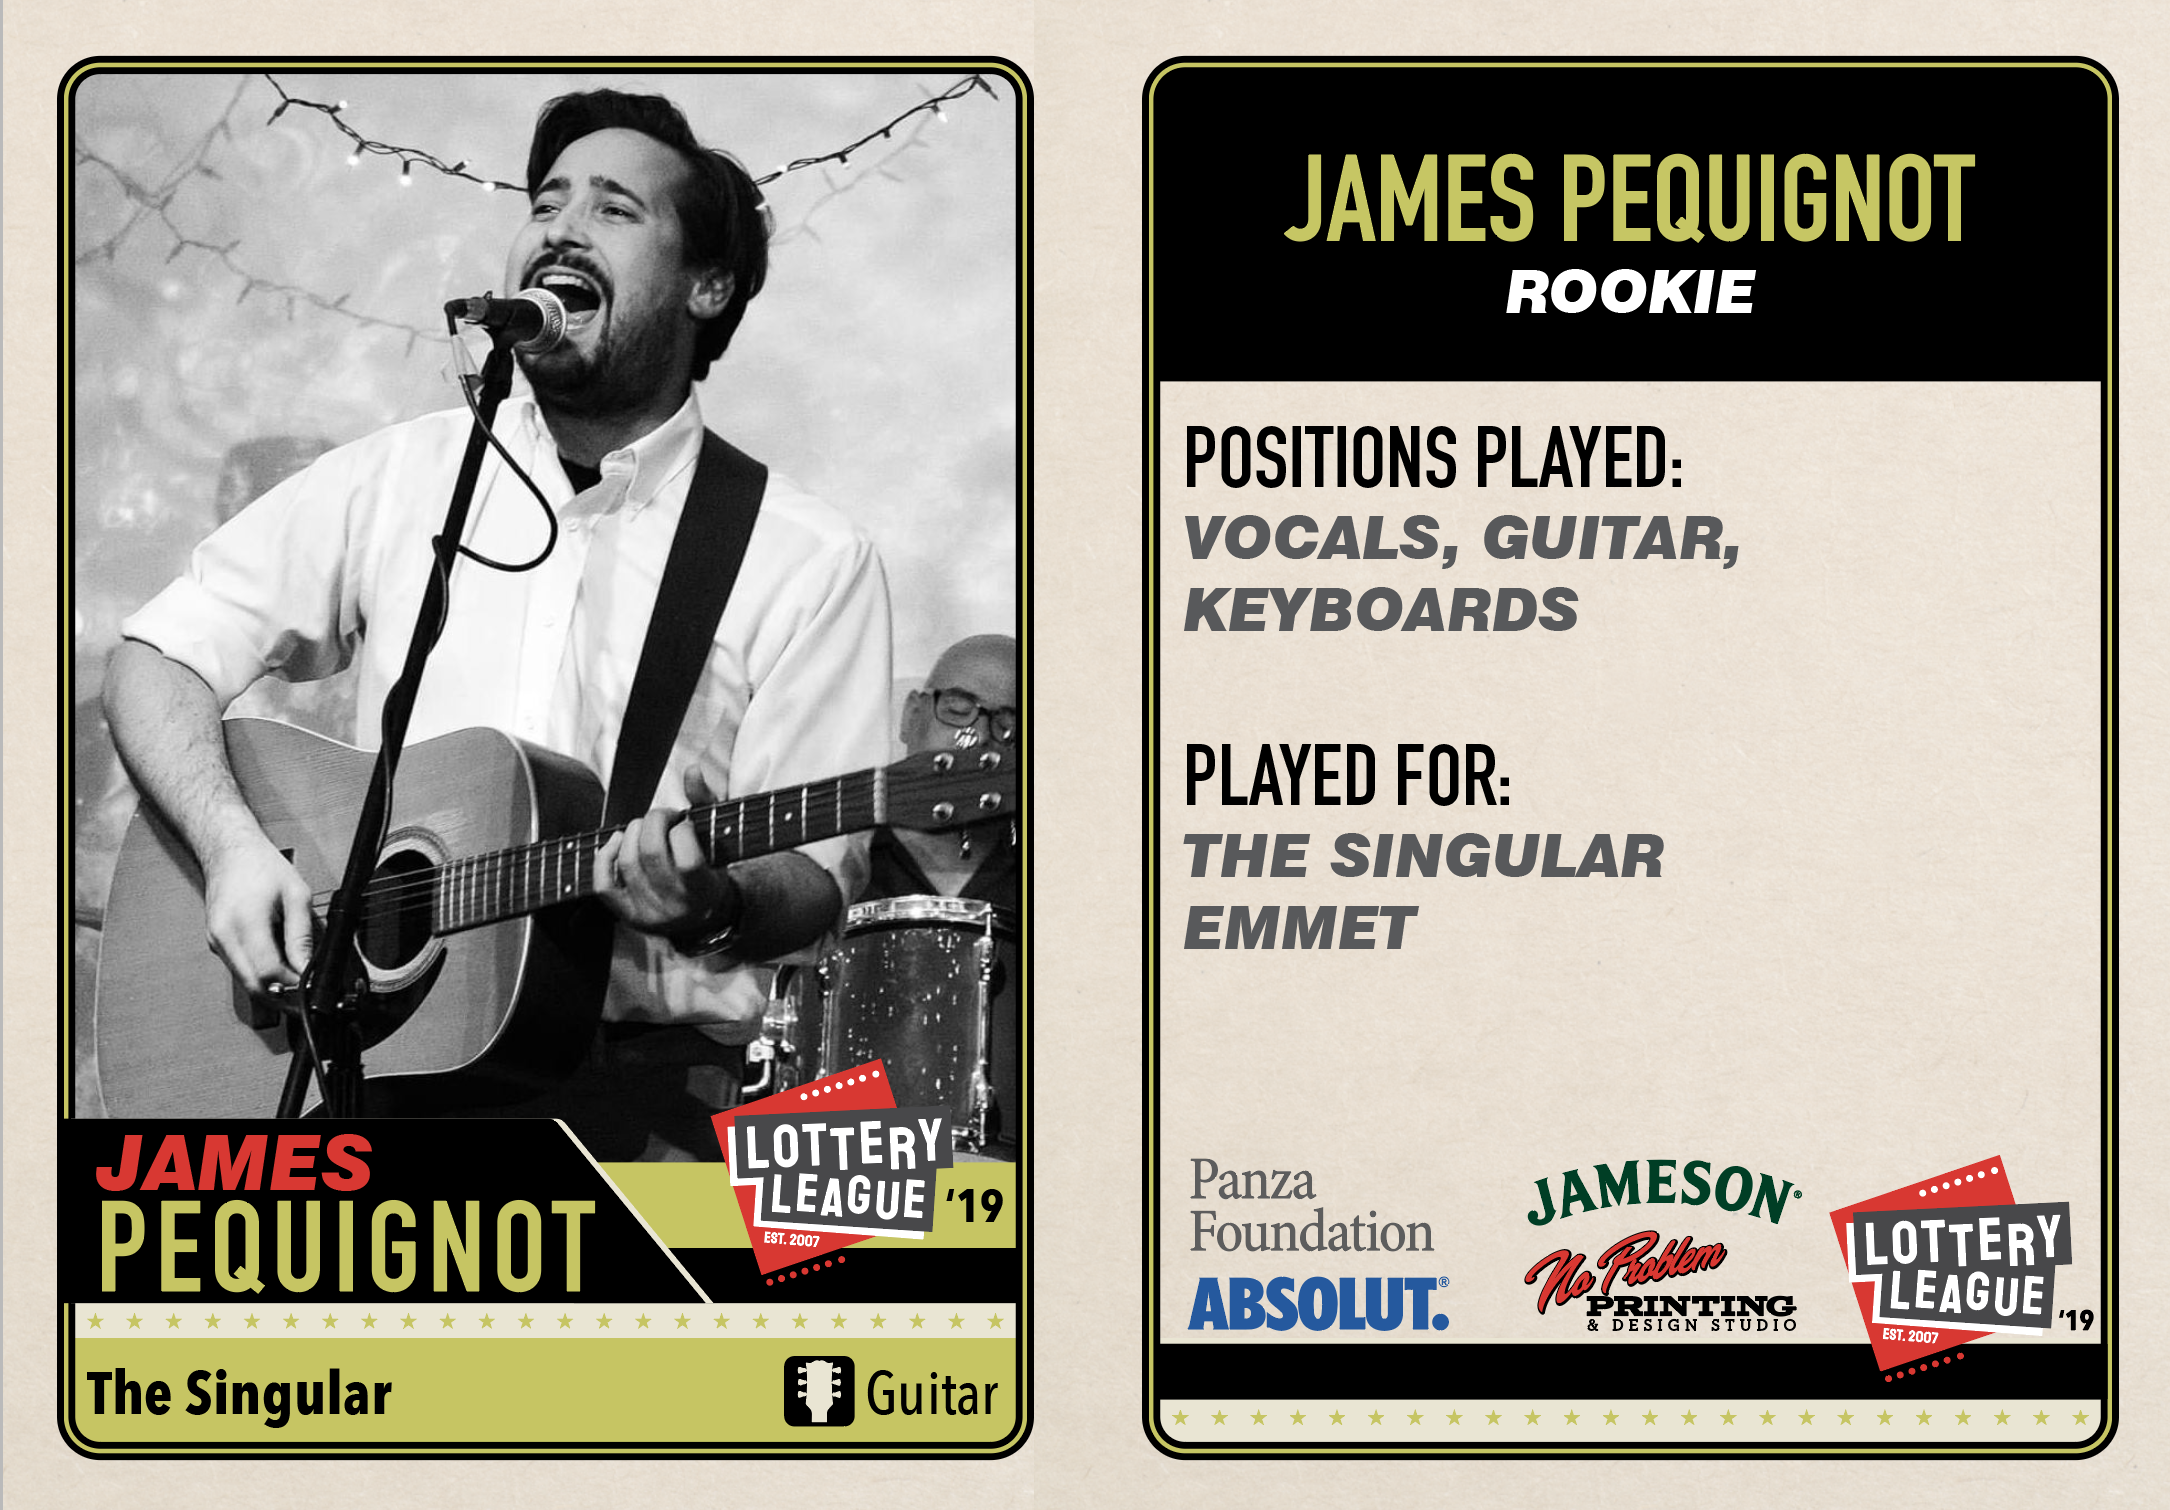 JAMES
PEQUIGNOT
LOTTERY
LEAGUE
EST. 2007
'19
The Singular
Guitar
JAMES PEQUIGNOT
ROOKIE
POSITIONS PLAYED:
VOCALS, GUITAR,
KEYBOARDS
PLAYED FOR:
THE SINGULAR
EMMET
Panza
Foundation
ABSOLUT.®
JAMESON®
No Problem
PRINTING
& DESIGN STUDIO
LOTTERY
LEAGUE
EST. 2007
'19